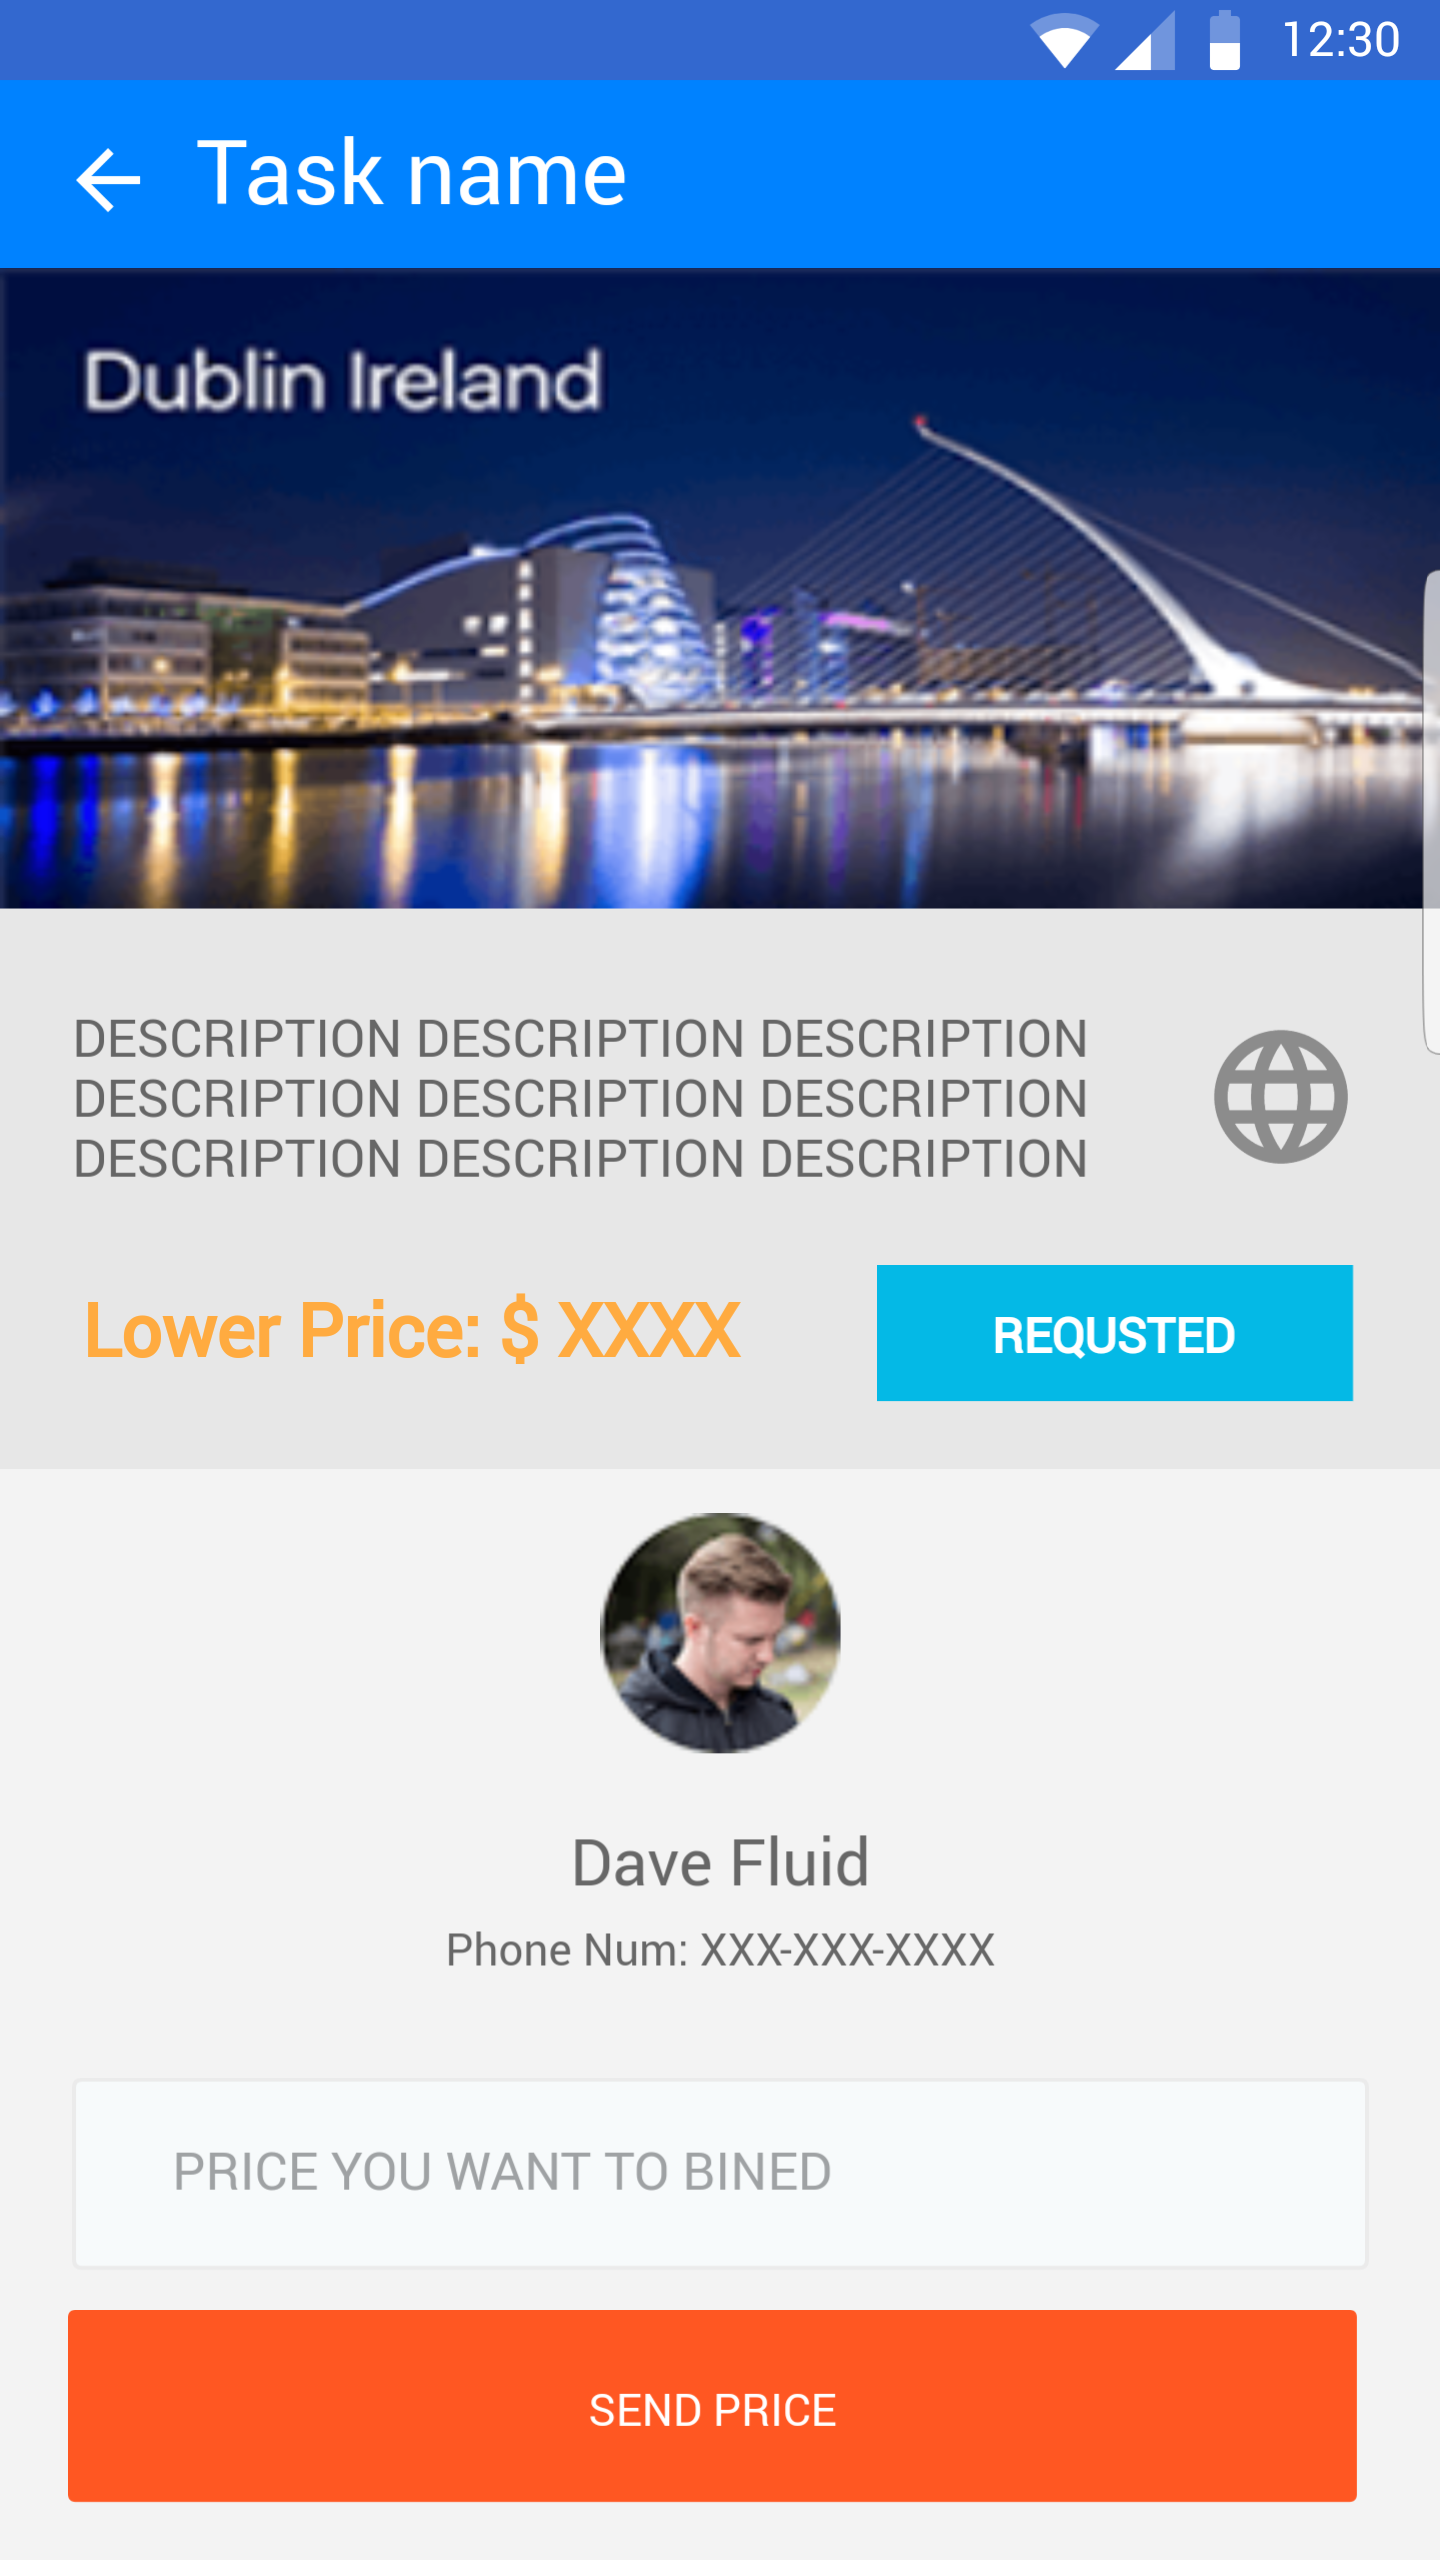 12:30
Task name
Dublin Ireland
DESCRIPTION DESCRIPTION DESCRIPTION
DESCRIPTION DESCRIPTION DESCRIPTION
DESCRIPTION DESCRIPTION DESCRIPTION
Lower Price: $ XXXX
REQUSTED
Dave Fluid
Phone Num: XXX-XXX-XXXX
PRICE YOU WANT TO BINED
SEND PRICE